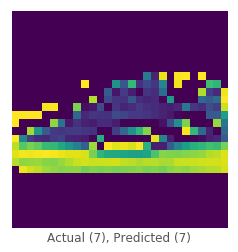 Actual (7), Predicted (7)